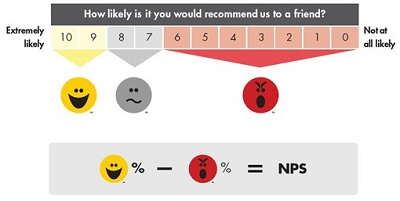 How likely is it you would recommend us to a friend?
Extremely likely
10 9 8 7 6 5 4 3 2 1 0
Not at all likely
% − % = NPS